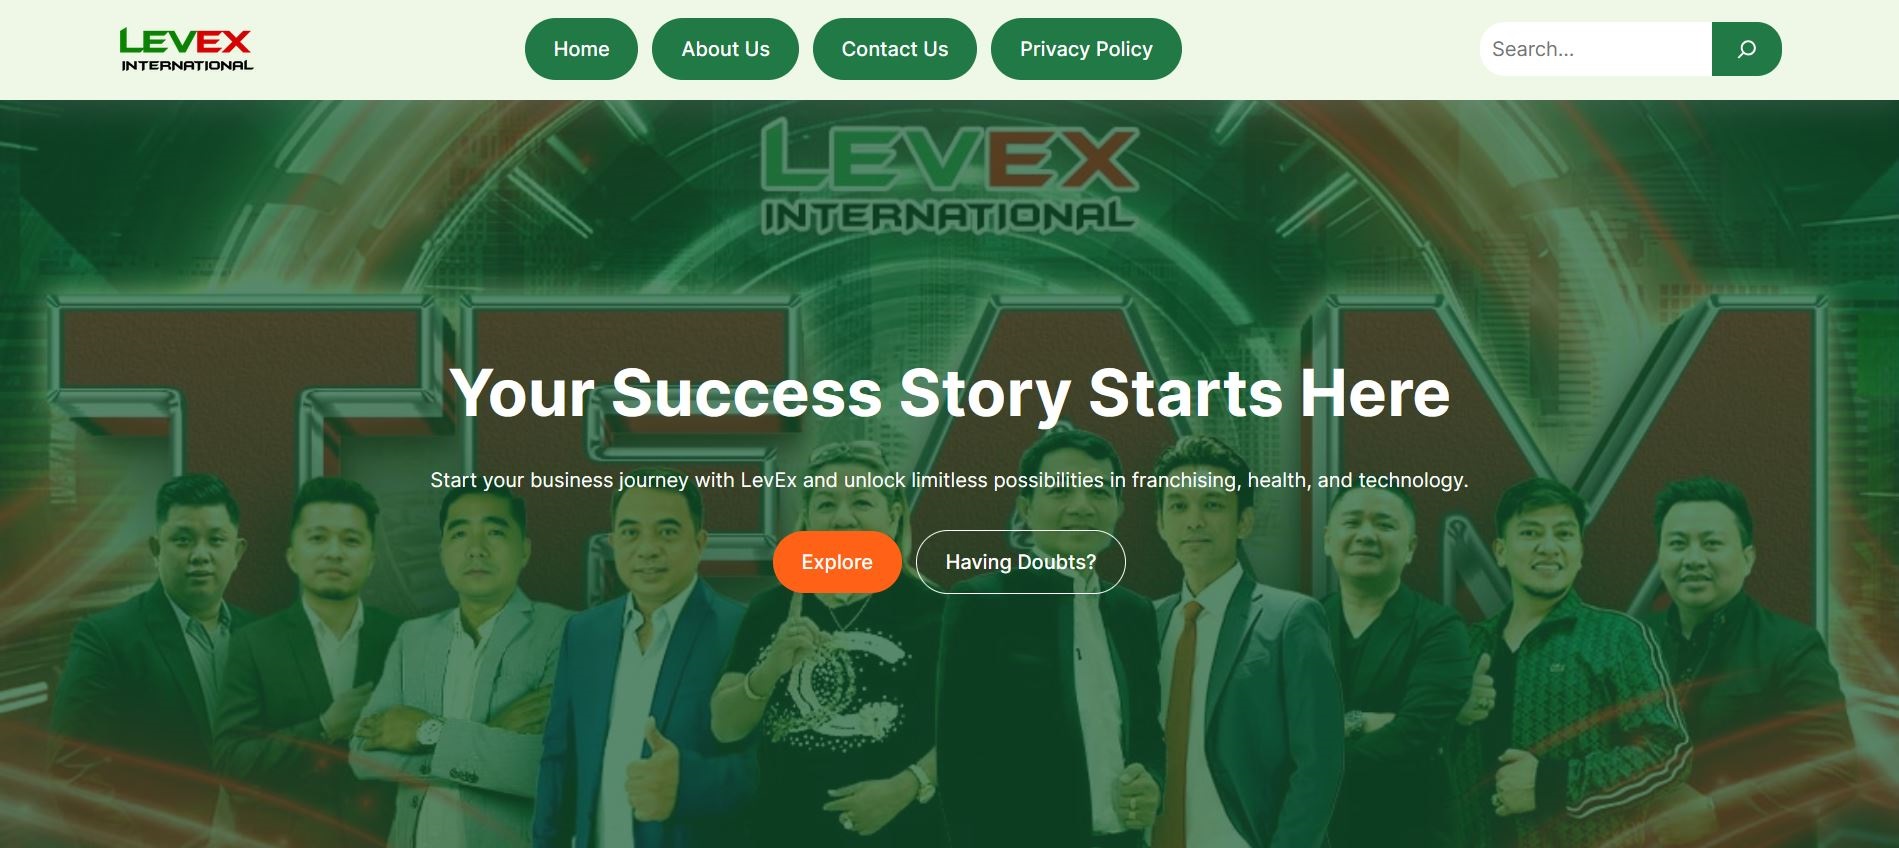 LEVEX
INTERNATIONAL
Home
About Us
Contact Us
Privacy Policy
Search...
LEVEX
INTERNATIONAL
TEAM
Your Success Story Starts Here
Start your business journey with LevEx and unlock limitless possibilities in franchising, health, and technology.
Explore
Having Doubts?